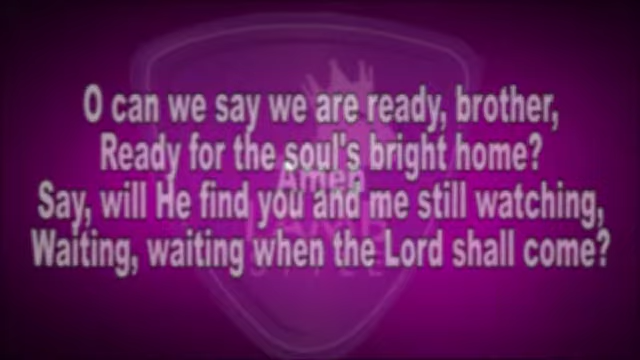 O can we say we are ready, brother,
Ready for the soul's bright home?
Amen
Say, will He find you and me still watching,
Waiting, waiting when the Lord shall come?